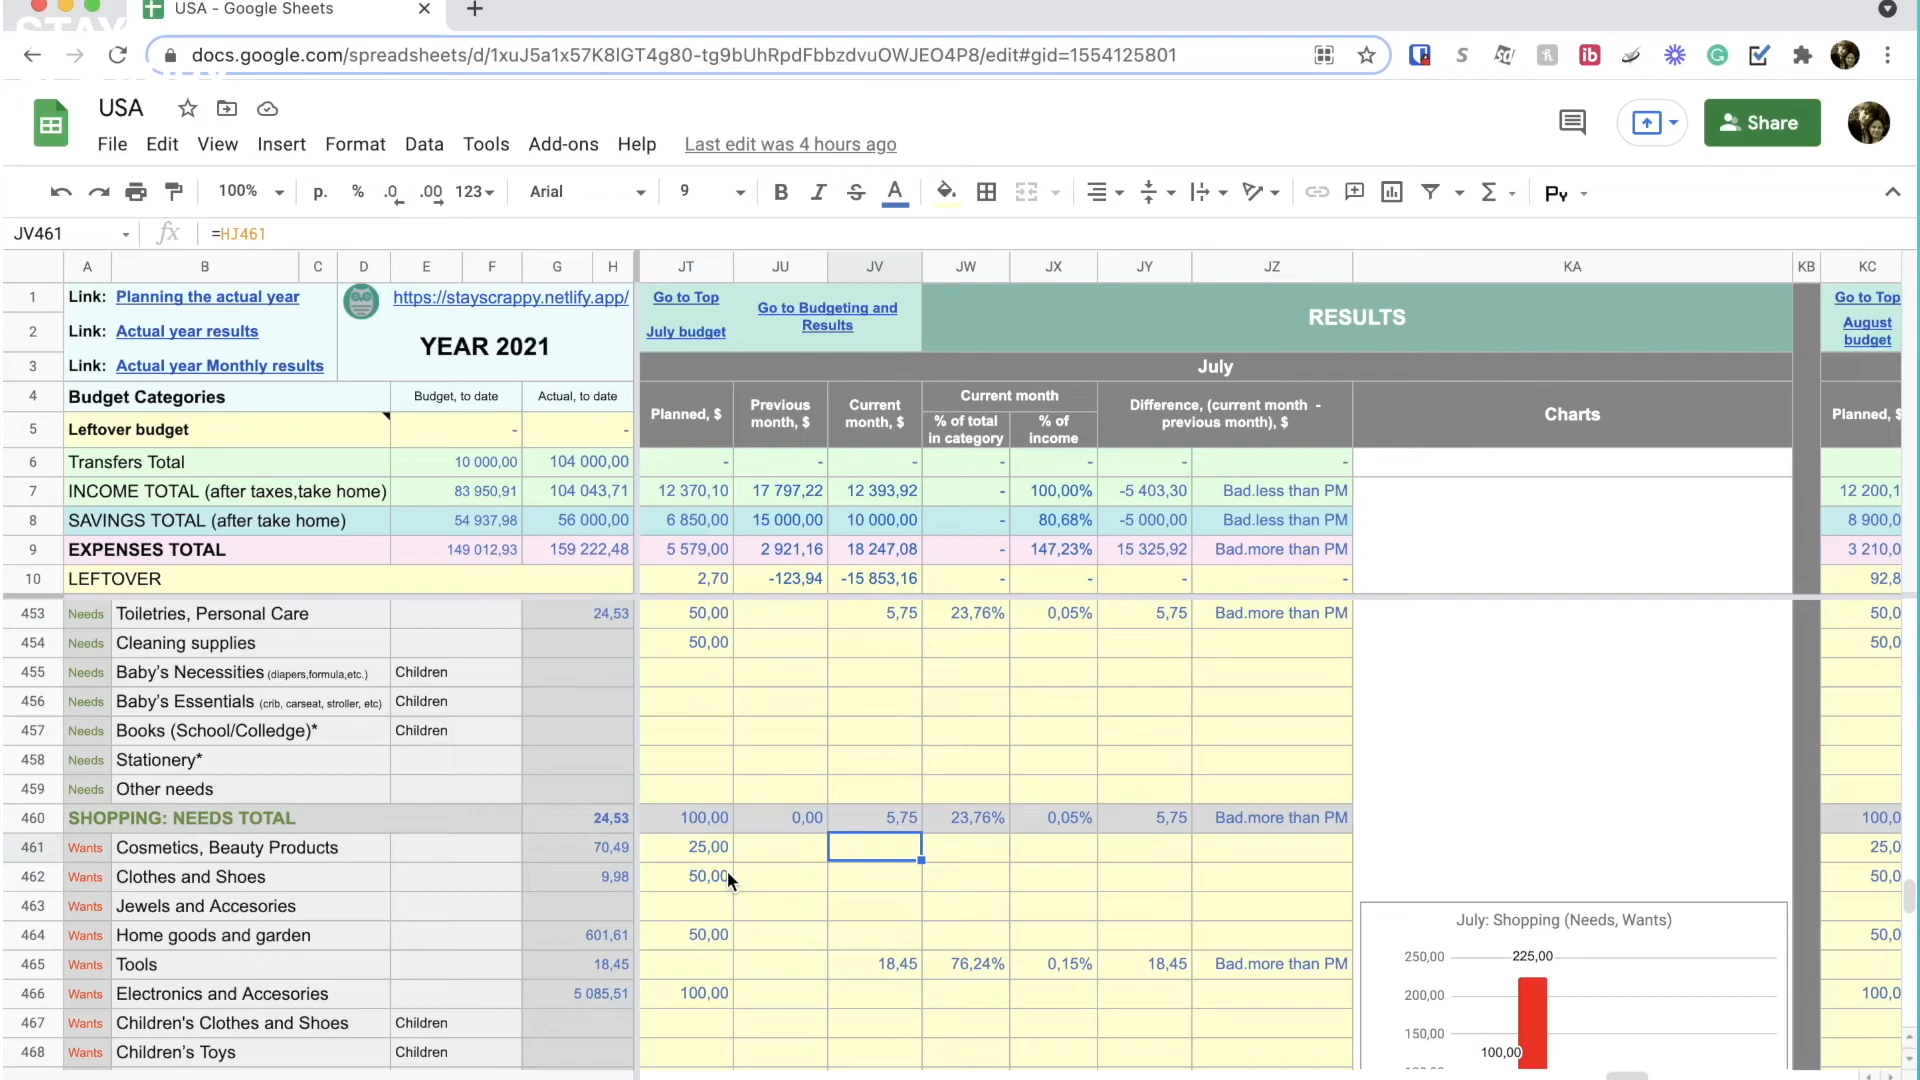 STAY
USA - Google Sheets
docs.google.com/spreadsheets/d/1xuJ5a1x57K8lGT4g80-tg9bUhRpdFbbzdvuOWJEO4P8/edit#gid=1554125801
USA
File Edit View Insert Format Data Tools Add-ons Help Last edit was 4 hours ago
Share
100% р. % .0 .00 123 Arial 9 B I S A Σ Py
JV461 fx =HJ461
A B C D E F G H JT JU JV JW JX JY JZ KA KB KC
1 Link: Planning the actual year https://stayscrappy.netlify.app/ Go to Top Go to Budgeting and Results RESULTS Go to Top
2 Link: Actual year results YEAR 2021 July budget August budget
3 Link: Actual year Monthly results July
4 Budget Categories Budget, to date Actual, to date Planned, $ Previous month, $ Current month, $ Current month Difference, (current month - previous month), $ Charts Planned, $
% of total in category % of income
5 Leftover budget - -
6 Transfers Total 10 000,00 104 000,00 - - - - - - -
7 INCOME TOTAL (after taxes,take home) 83 950,91 104 043,71 12 370,10 17 797,22 12 393,92 - 100,00% -5 403,30 Bad.less than PM 12 200,1
8 SAVINGS TOTAL (after take home) 54 937,98 56 000,00 6 850,00 15 000,00 10 000,00 - 80,68% -5 000,00 Bad.less than PM 8 900,0
9 EXPENSES TOTAL 149 012,93 159 222,48 5 579,00 2 921,16 18 247,08 - 147,23% 15 325,92 Bad.more than PM 3 210,0
10 LEFTOVER 2,70 -123,94 -15 853,16 - - - - 92,8
453 Needs Toiletries, Personal Care 24,53 50,00 5,75 23,76% 0,05% 5,75 Bad.more than PM 50,0
454 Needs Cleaning supplies 50,00 50,0
455 Needs Baby's Necessities (diapers,formula,etc.) Children
456 Needs Baby's Essentials (crib, carseat, stroller, etc) Children
457 Needs Books (School/Colledge)* Children
458 Needs Stationery*
459 Needs Other needs
460 SHOPPING: NEEDS TOTAL 24,53 100,00 0,00 5,75 23,76% 0,05% 5,75 Bad.more than PM 100,0
461 Wants Cosmetics, Beauty Products 70,49 25,00 25,0
462 Wants Clothes and Shoes 9,98 50,00 50,0
463 Wants Jewels and Accesories
464 Wants Home goods and garden 601,61 50,00 50,0
465 Wants Tools 18,45 18,45 76,24% 0,15% 18,45 Bad.more than PM
466 Wants Electronics and Accesories 5 085,51 100,00 100,0
467 Wants Children's Clothes and Shoes Children
468 Wants Children's Toys Children
July: Shopping (Needs, Wants)
250,00 225,00
200,00
150,00
100,00